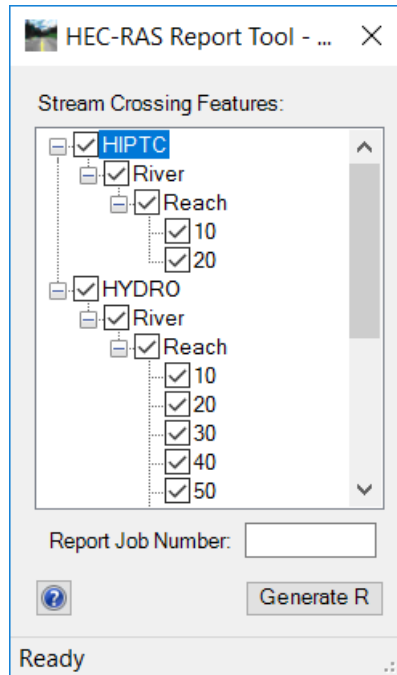 HEC-RAS Report Tool - ...
Stream Crossing Features:
HIPTC
River
Reach
10
20
HYDRO
River
Reach
10
20
30
40
50
Report Job Number:
Generate R
Ready